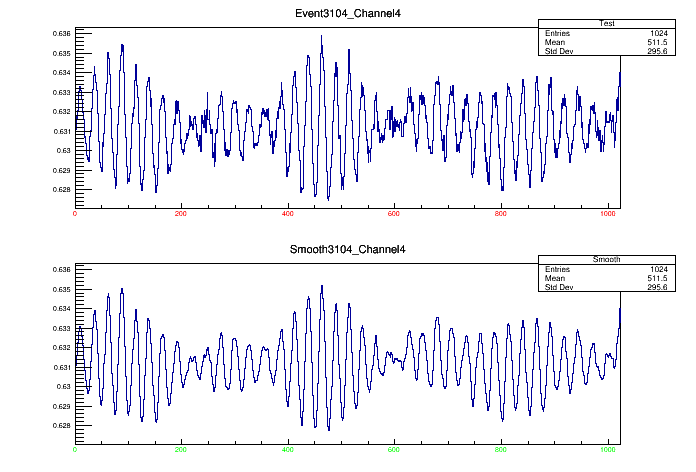 Event3104_Channel4
Test
Entries 1024
Mean 511.5
Std Dev 295.6
0.636
0.635
0.634
0.633
0.632
0.631
0.63
0.629
0.628
0 200 400 600 800 1000
Smooth3104_Channel4
Smooth
Entries 1024
Mean 511.5
Std Dev 295.6
0.636
0.635
0.634
0.633
0.632
0.631
0.63
0.629
0.628
0 200 400 600 800 1000